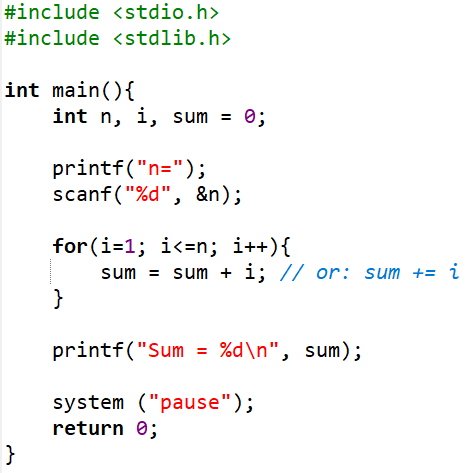 #include <stdio.h>
#include <stdlib.h>
int main(){
int n, i, sum = 0;
printf("n=");
scanf("%d", &n);
for(i=1; i<=n; i++){
sum = sum + i; // or: sum += i
}
printf("Sum = %d\n", sum);
system ("pause");
return 0;
}